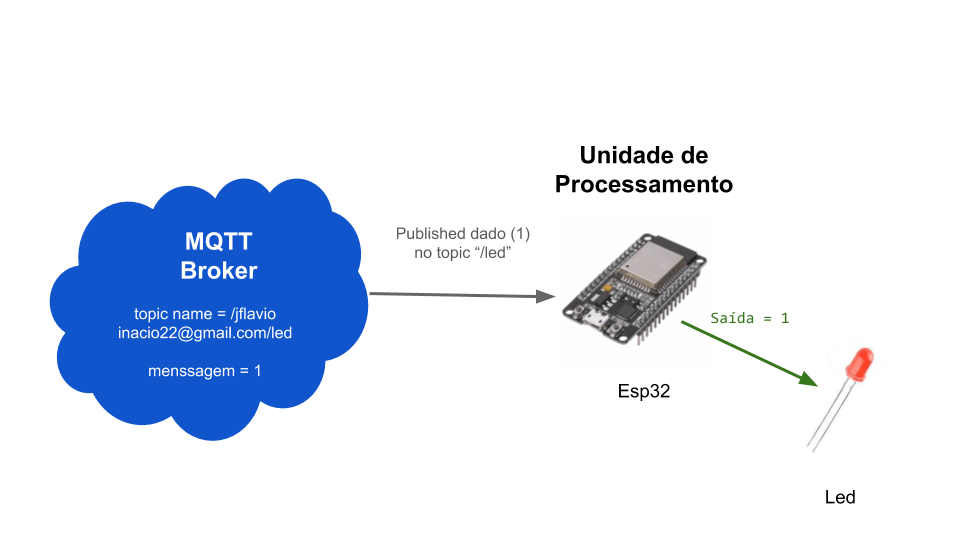 Unidade de
Processamento
MQTT
Broker
topic name = /jflavio
inacio22@gmail.com/led
menssagem = 1
Published dado (1)
no topic “/led”
Saída = 1
Esp32
Led